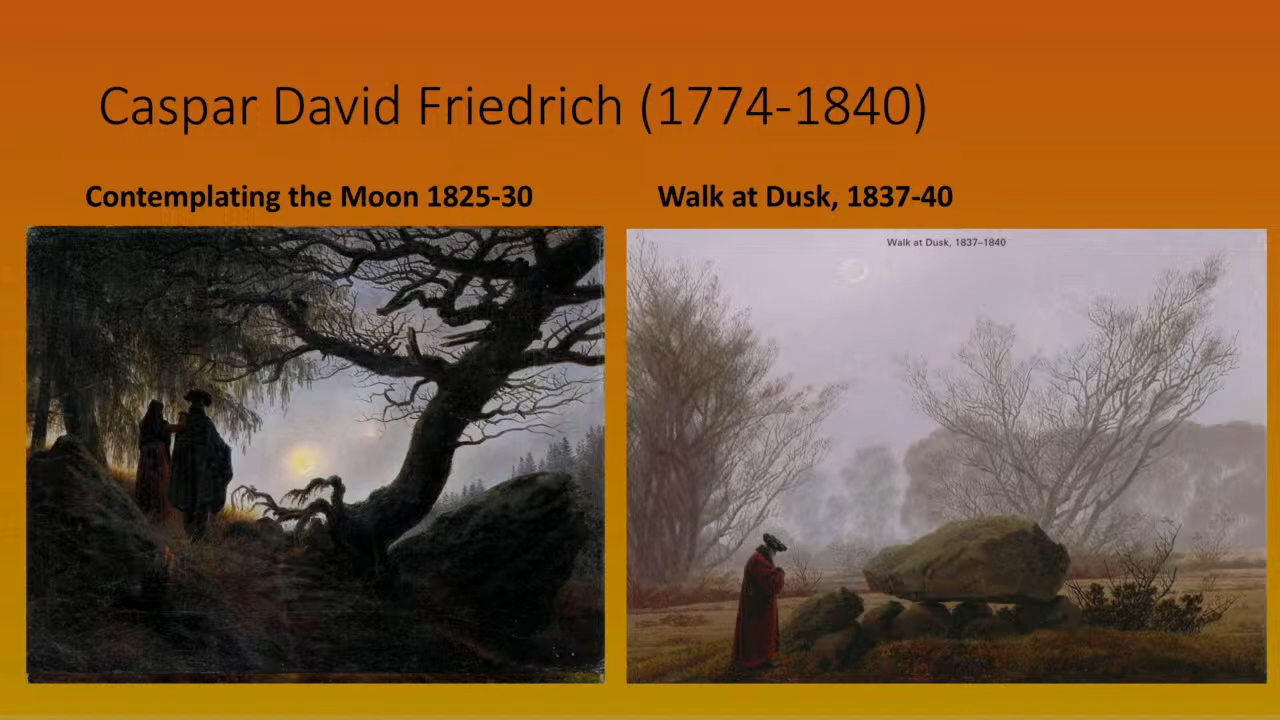 Caspar David Friedrich (1774-1840)
Contemplating the Moon 1825-30
Walk at Dusk, 1837-40
Walk at Dusk, 1837–1840